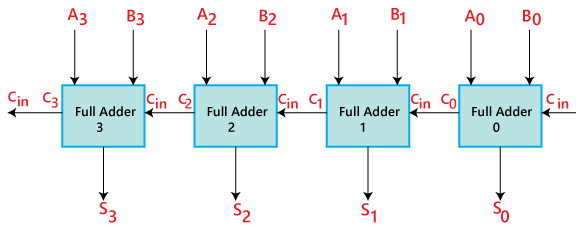 A3 B3 A2 B2 A1 B1 A0 B0
Cin C3 Cin C2 Cin C1 Cin C0 Cin
Full Adder Full Adder Full Adder Full Adder
3 2 1 0
S3 S2 S1 S0